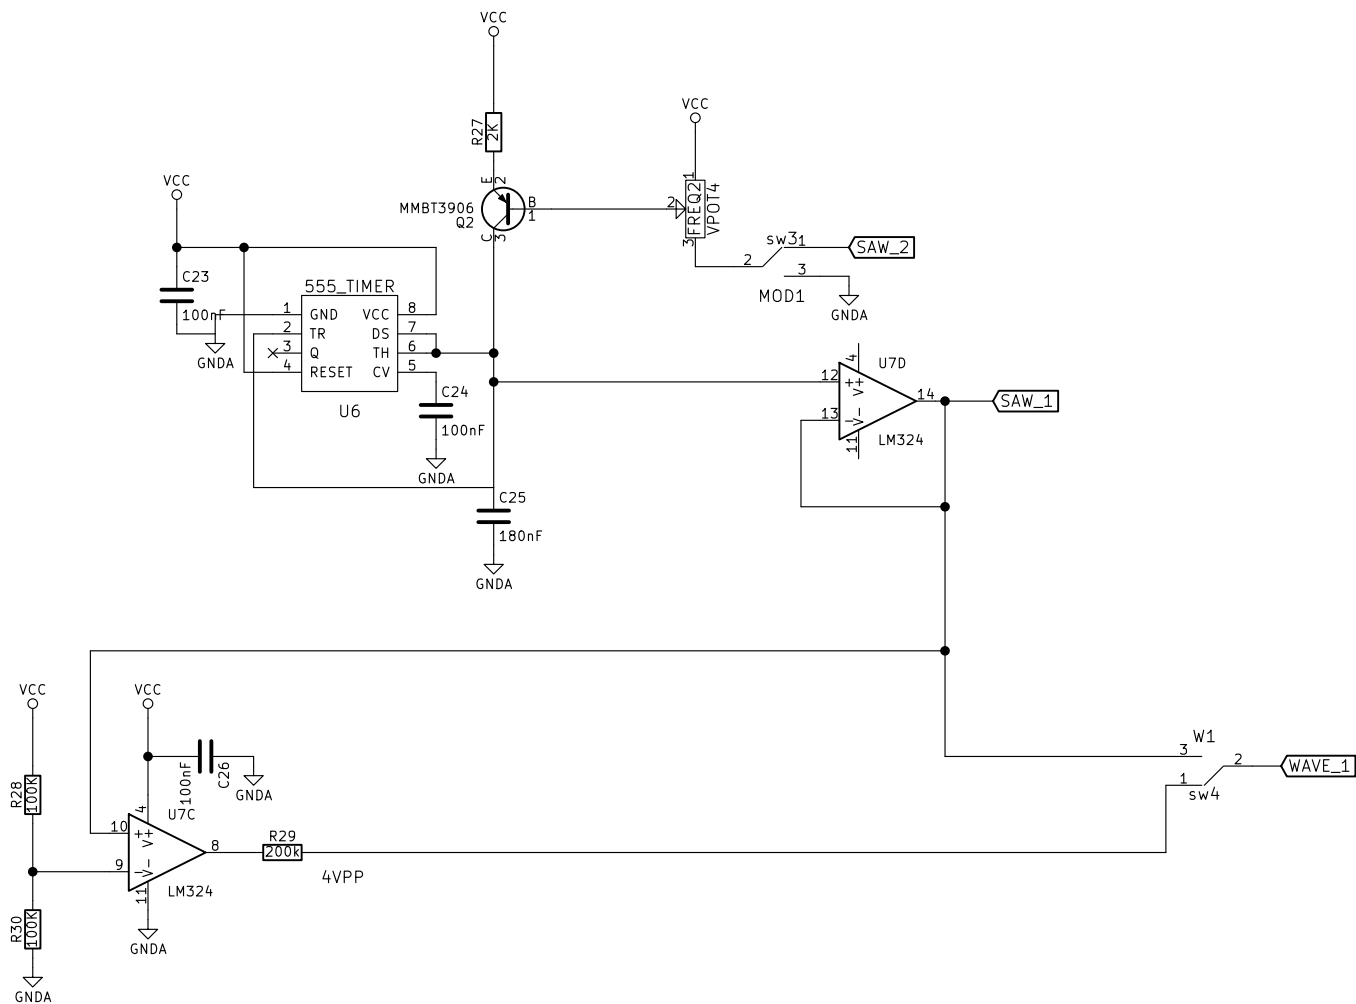 VCC
R27
2K
VCC
E
2
MMBT3906
Q2
B
1
C
3
2
1
FREQ2
VPOT4
3
sw3
1
2
3
SAW_2
MOD1
GNDA
VCC
C23
100nF
GNDA
555_TIMER
1 GND VCC 8
2 TR DS 7
3 Q TH 6
4 RESET CV 5
U6
C24
100nF
GNDA
C25
180nF
GNDA
4
U7D
12
+
V+
14
SAW_1
13
-
V-
11
LM324
VCC
VCC
R28
100K
100nF
C26
GNDA
4
U7C
10
+
V+
8
9
-
V-
11
LM324
GNDA
R29
200k
4VPP
R30
100K
GNDA
W1
3
2
WAVE_1
1
sw4